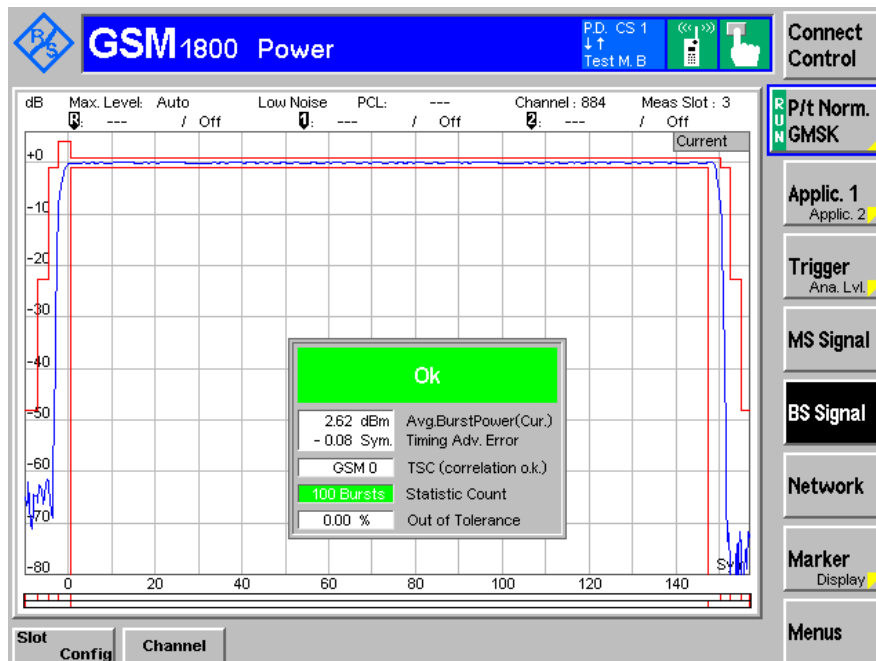 R&S
GSM 1800 Power
P.D. CS 1
Test M. B
Connect
Control
dB Max. Level: Auto Low Noise PCL: --- Channel : 884 Meas Slot : 3
R: --- / Off 1: --- / Off 2: --- / Off
Current
RUN
P/t Norm.
GMSK
+0
-10
-20
-30
-40
-50
-60
-70
-80
Applic. 1
Applic. 2
Trigger
Ana. Lvl.
MS Signal
BS Signal
Network
Marker
Display
Menus
Ok
2.62 dBm Avg.BurstPower(Cur.)
- 0.08 Sym. Timing Adv. Error
GSM 0 TSC (correlation o.k.)
100 Bursts Statistic Count
0.00 % Out of Tolerance
0 20 40 60 80 100 120 140
Slot
Config
Channel